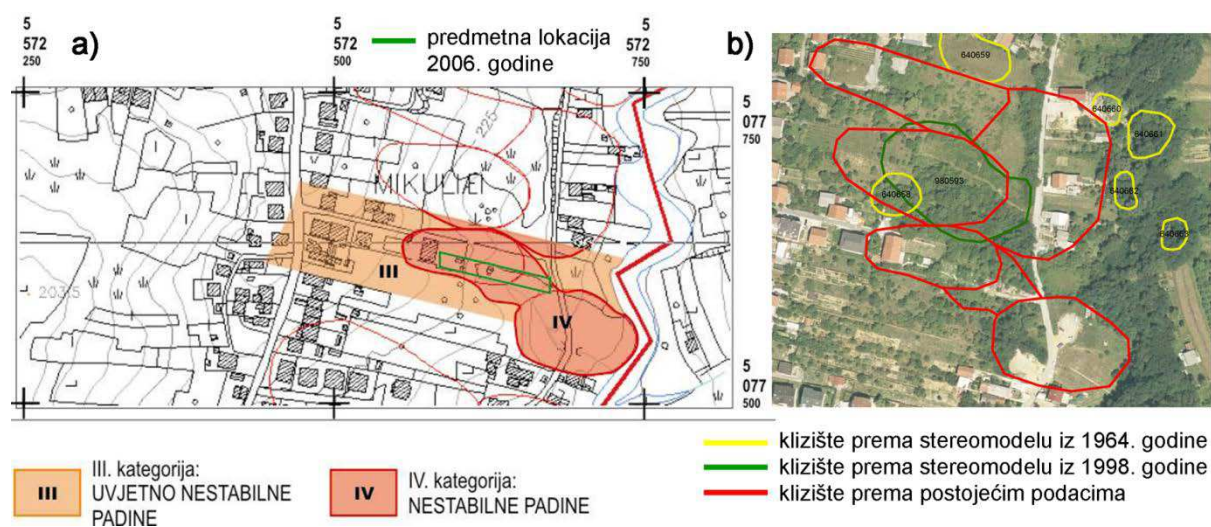 5
572
250
a)
predmetna lokacija
2006. godine
5
572
500
5
572
750
b)
5
077
750
225
MIKULIĆI
III
IV
203,5
5
077
500
640659
640660
640661
640662
640663
980593
640658
III
III. kategorija:
UVJETNO NESTABILNE
PADINE
IV
IV. kategorija:
NESTABILNE PADINE
klizište prema stereomodelu iz 1964. godine
klizište prema stereomodelu iz 1998. godine
klizište prema postojećim podacima